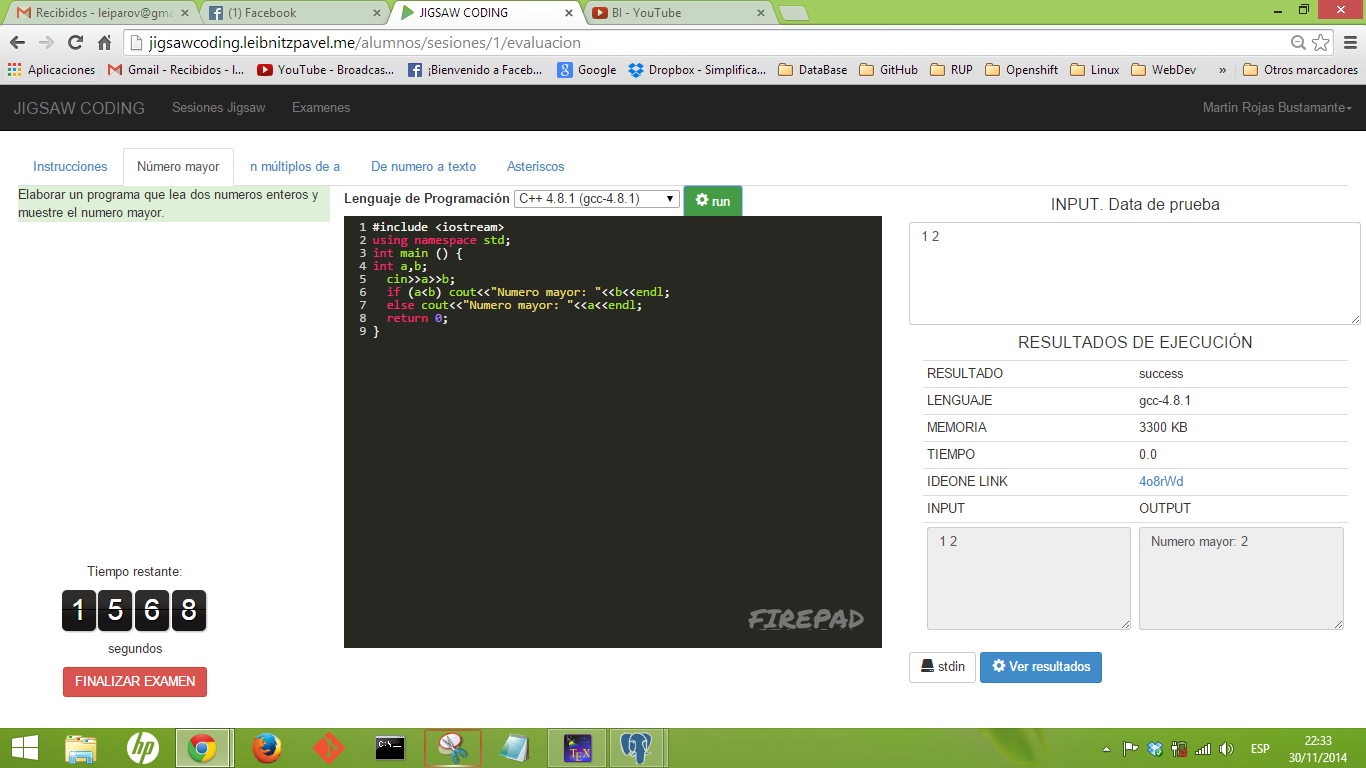 Recibidos - leiparov@gma
(1) Facebook
JIGSAW CODING
BI - YouTube
jigsawcoding.leibnitzpavel.me/alumnos/sesiones/1/evaluacion
Aplicaciones
Gmail - Recibidos - l...
YouTube - Broadcas...
¡Bienvenido a Faceb...
Google
Dropbox - Simplifica...
DataBase
GitHub
RUP
Openshift
Linux
WebDev
»
Otros marcadores
JIGSAW CODING
Sesiones Jigsaw
Examenes
Martin Rojas Bustamante
Instrucciones
Número mayor
n múltiplos de a
De numero a texto
Asteriscos
Elaborar un programa que lea dos numeros enteros y
muestre el numero mayor.
Lenguaje de Programación
C++ 4.8.1 (gcc-4.8.1)
run
1 #include <iostream>
2 using namespace std;
3 int main () {
4 int a,b;
5   cin>>a>>b;
6   if (a<b) cout<<"Numero mayor: "<<b<<endl;
7   else cout<<"Numero mayor: "<<a<<endl;
8   return 0;
9 }
FIREPAD
Tiempo restante:
1 5 6 8
segundos
FINALIZAR EXAMEN
INPUT. Data de prueba
1 2
RESULTADOS DE EJECUCIÓN
RESULTADO success
LENGUAJE gcc-4.8.1
MEMORIA 3300 KB
TIEMPO 0.0
IDEONE LINK 4o8rWd
INPUT OUTPUT
1 2
Numero mayor: 2
stdin
Ver resultados
hp
C:\_
TEX
ESP
22:33
30/11/2014